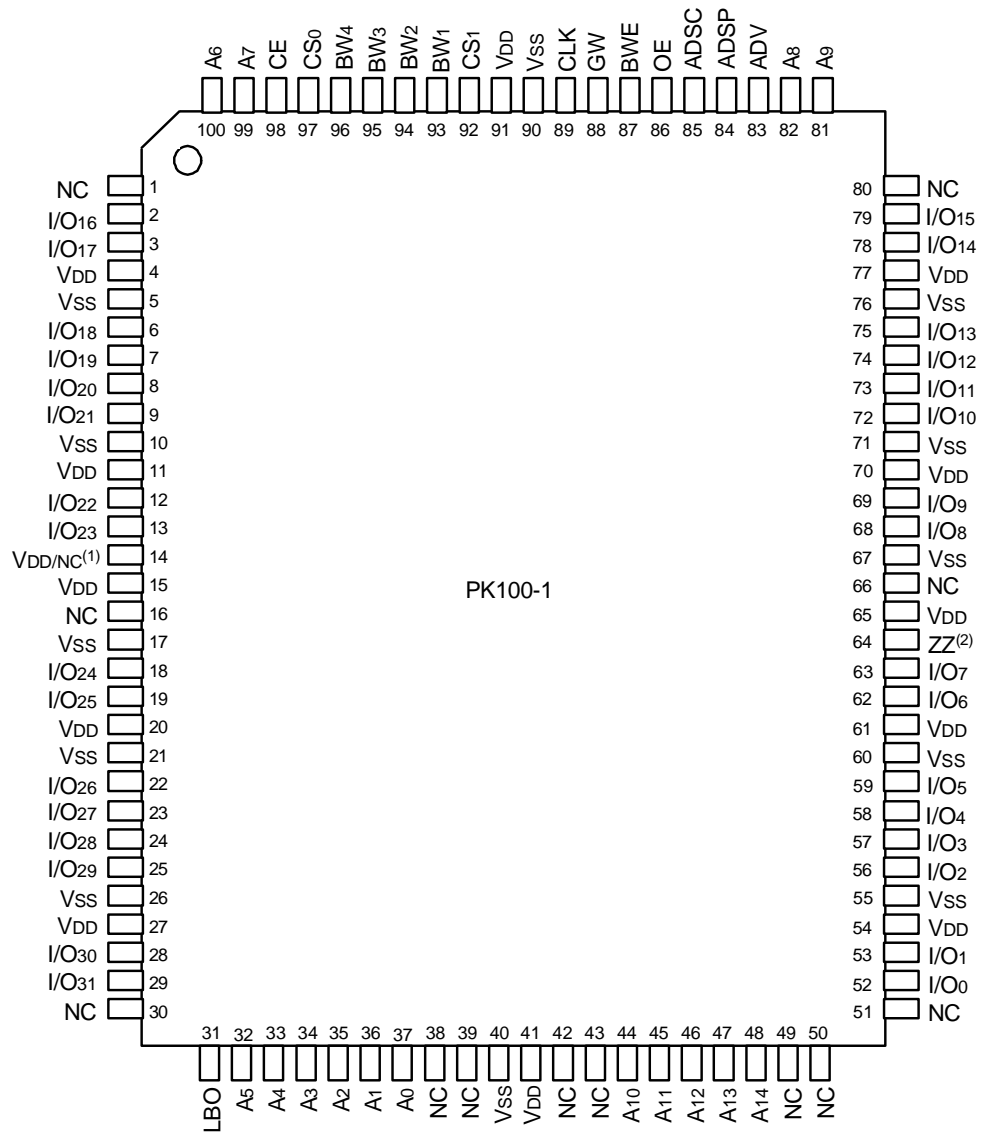 A6 A7 CE CS0 BW4 BW3 BW2 BW1 CS1 VDD VSS CLK GW BWE OE ADSC ADSP ADV A8 A9
100 99 98 97 96 95 94 93 92 91 90 89 88 87 86 85 84 83 82 81
NC 1 80 NC
I/O16 2 79 I/O15
I/O17 3 78 I/O14
VDD 4 77 VDD
VSS 5 76 VSS
I/O18 6 75 I/O13
I/O19 7 74 I/O12
I/O20 8 73 I/O11
I/O21 9 72 I/O10
VSS 10 71 VSS
VDD 11 70 VDD
I/O22 12 69 I/O9
I/O23 13 68 I/O8
VDD/NC(1) 14 67 VSS
VDD 15 PK100-1 66 NC
NC 16 65 VDD
VSS 17 64 ZZ(2)
I/O24 18 63 I/O7
I/O25 19 62 I/O6
VDD 20 61 VDD
VSS 21 60 VSS
I/O26 22 59 I/O5
I/O27 23 58 I/O4
I/O28 24 57 I/O3
I/O29 25 56 I/O2
VSS 26 55 VSS
VDD 27 54 VDD
I/O30 28 53 I/O1
I/O31 29 52 I/O0
NC 30 51 NC
31 32 33 34 35 36 37 38 39 40 41 42 43 44 45 46 47 48 49 50
LBO A5 A4 A3 A2 A1 A0 NC NC VSS VDD NC NC A10 A11 A12 A13 A14 NC NC